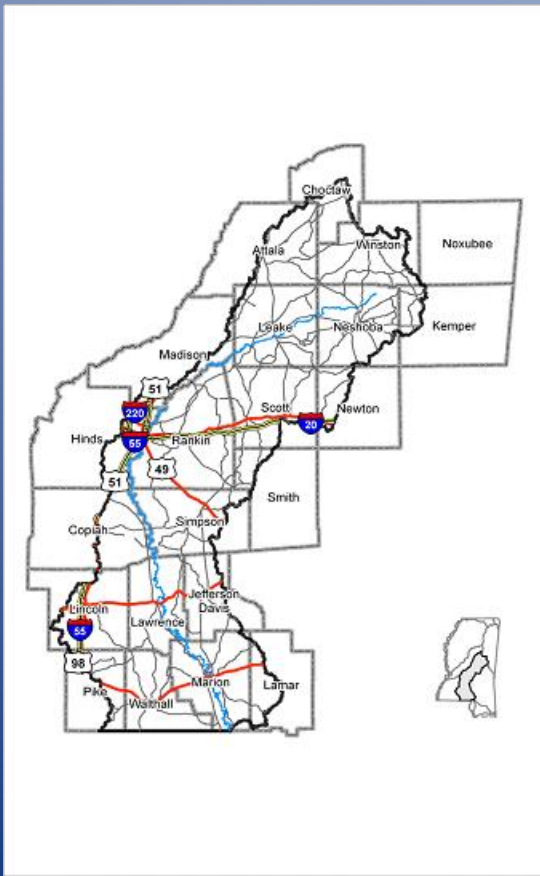 Choctaw
Attala
Winston
Noxubee
Leake
Neshoba
Kemper
Madison
51
220
Scott
Newton
Hinds
55
Rankin
20
51
49
Smith
Copiah
Simpson
Lincoln
Jefferson
Davis
Lawrence
55
98
Pike
Marion
Lamar
Walthall